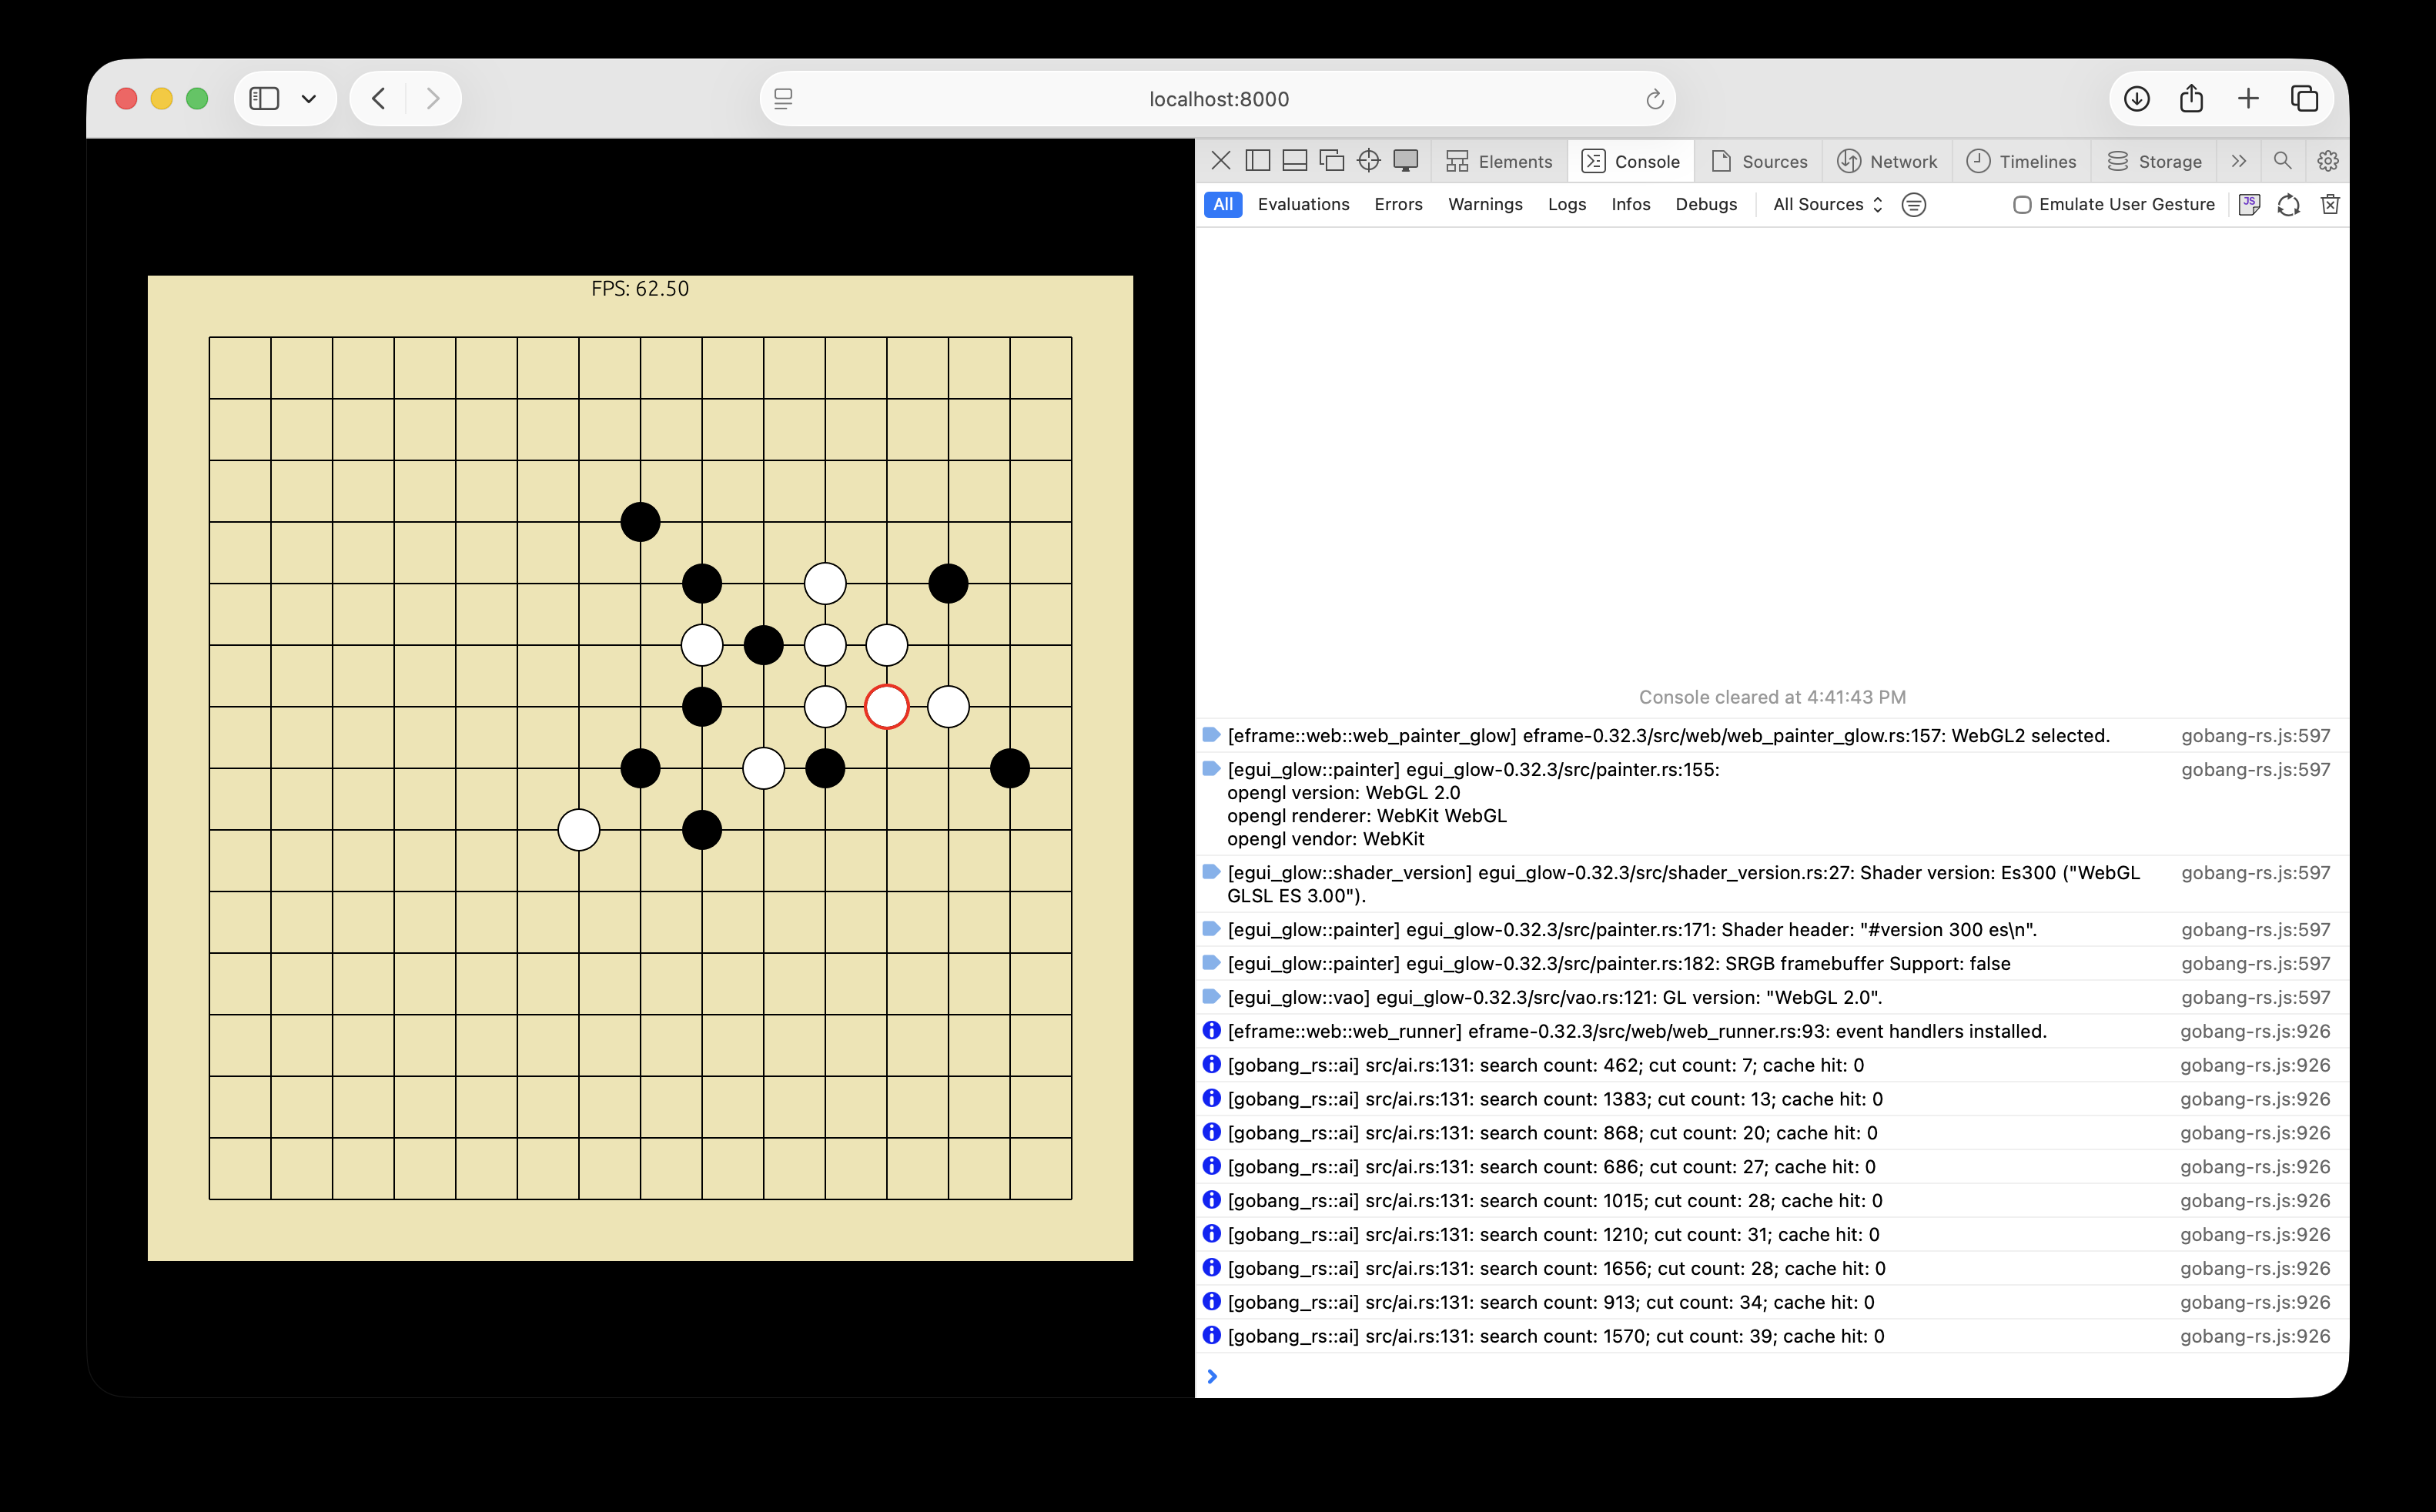 localhost:8000
FPS: 62.50
Elements Console Sources Network Timelines Storage
All Evaluations Errors Warnings Logs Infos Debugs All Sources Emulate User Gesture JS
Console cleared at 4:41:43 PM
[eframe::web::web_painter_glow] eframe-0.32.3/src/web/web_painter_glow.rs:157: WebGL2 selected. gobang-rs.js:597
[egui_glow::painter] egui_glow-0.32.3/src/painter.rs:155: gobang-rs.js:597
opengl version: WebGL 2.0
opengl renderer: WebKit WebGL
opengl vendor: WebKit
[egui_glow::shader_version] egui_glow-0.32.3/src/shader_version.rs:27: Shader version: Es300 ("WebGL gobang-rs.js:597
GLSL ES 3.00").
[egui_glow::painter] egui_glow-0.32.3/src/painter.rs:171: Shader header: "#version 300 es\n". gobang-rs.js:597
[egui_glow::painter] egui_glow-0.32.3/src/painter.rs:182: SRGB framebuffer Support: false gobang-rs.js:597
[egui_glow::vao] egui_glow-0.32.3/src/vao.rs:121: GL version: "WebGL 2.0". gobang-rs.js:597
[eframe::web::web_runner] eframe-0.32.3/src/web/web_runner.rs:93: event handlers installed. gobang-rs.js:926
[gobang_rs::ai] src/ai.rs:131: search count: 462; cut count: 7; cache hit: 0 gobang-rs.js:926
[gobang_rs::ai] src/ai.rs:131: search count: 1383; cut count: 13; cache hit: 0 gobang-rs.js:926
[gobang_rs::ai] src/ai.rs:131: search count: 868; cut count: 20; cache hit: 0 gobang-rs.js:926
[gobang_rs::ai] src/ai.rs:131: search count: 686; cut count: 27; cache hit: 0 gobang-rs.js:926
[gobang_rs::ai] src/ai.rs:131: search count: 1015; cut count: 28; cache hit: 0 gobang-rs.js:926
[gobang_rs::ai] src/ai.rs:131: search count: 1210; cut count: 31; cache hit: 0 gobang-rs.js:926
[gobang_rs::ai] src/ai.rs:131: search count: 1656; cut count: 28; cache hit: 0 gobang-rs.js:926
[gobang_rs::ai] src/ai.rs:131: search count: 913; cut count: 34; cache hit: 0 gobang-rs.js:926
[gobang_rs::ai] src/ai.rs:131: search count: 1570; cut count: 39; cache hit: 0 gobang-rs.js:926